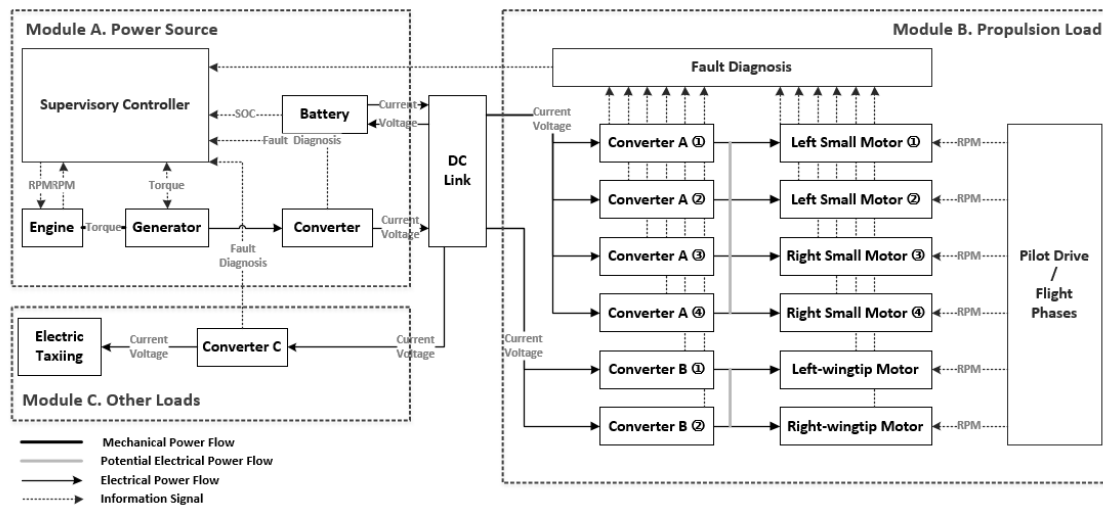 Module A. Power Source
Module B. Propulsion Load
Supervisory Controller
SOC
Battery
Current
Voltage
Fault Diagnosis
RPM
RPM
Torque
Engine
Torque
Generator
Converter
Current
Voltage
Fault
Diagnosis
DC
Link
Fault Diagnosis
Current
Voltage
Converter A ①
Left Small Motor ①
RPM
Converter A ②
Left Small Motor ②
RPM
Converter A ③
Right Small Motor ③
RPM
Converter A ④
Right Small Motor ④
RPM
Current
Voltage
Converter B ①
Left-wingtip Motor
RPM
Converter B ②
Right-wingtip Motor
RPM
Pilot Drive
/
Flight
Phases
Electric
Taxiing
Current
Voltage
Converter C
Current
Voltage
Module C. Other Loads
Mechanical Power Flow
Potential Electrical Power Flow
Electrical Power Flow
Information Signal